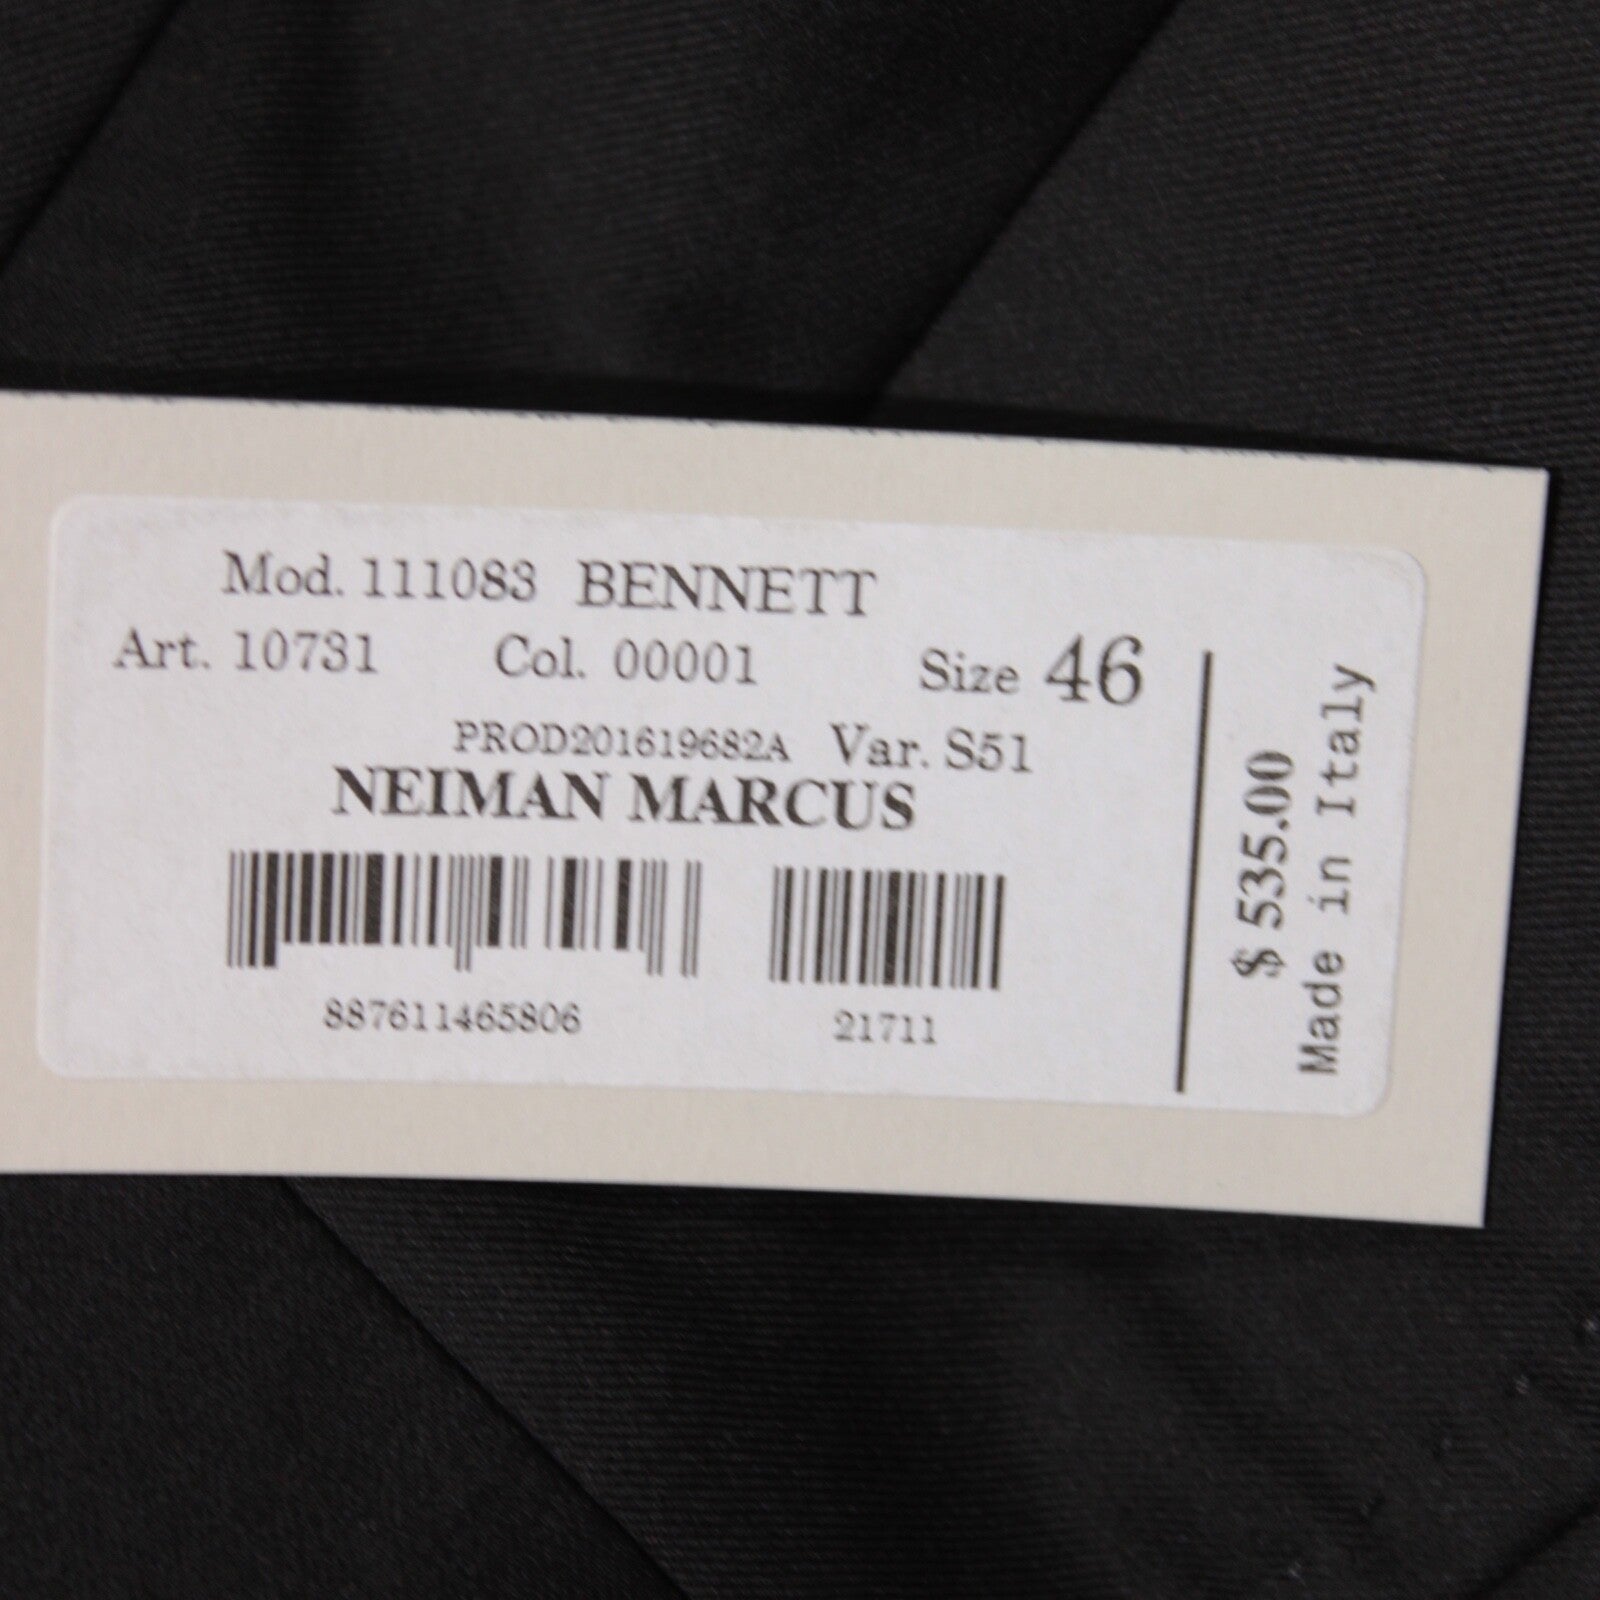 Mod. 111083 BENNETT
Art. 10731 Col. 00001 Size 46
PROD201619682A Var. S51
NEIMAN MARCUS
887611465806 21711
$ 535.00
Made in Italy